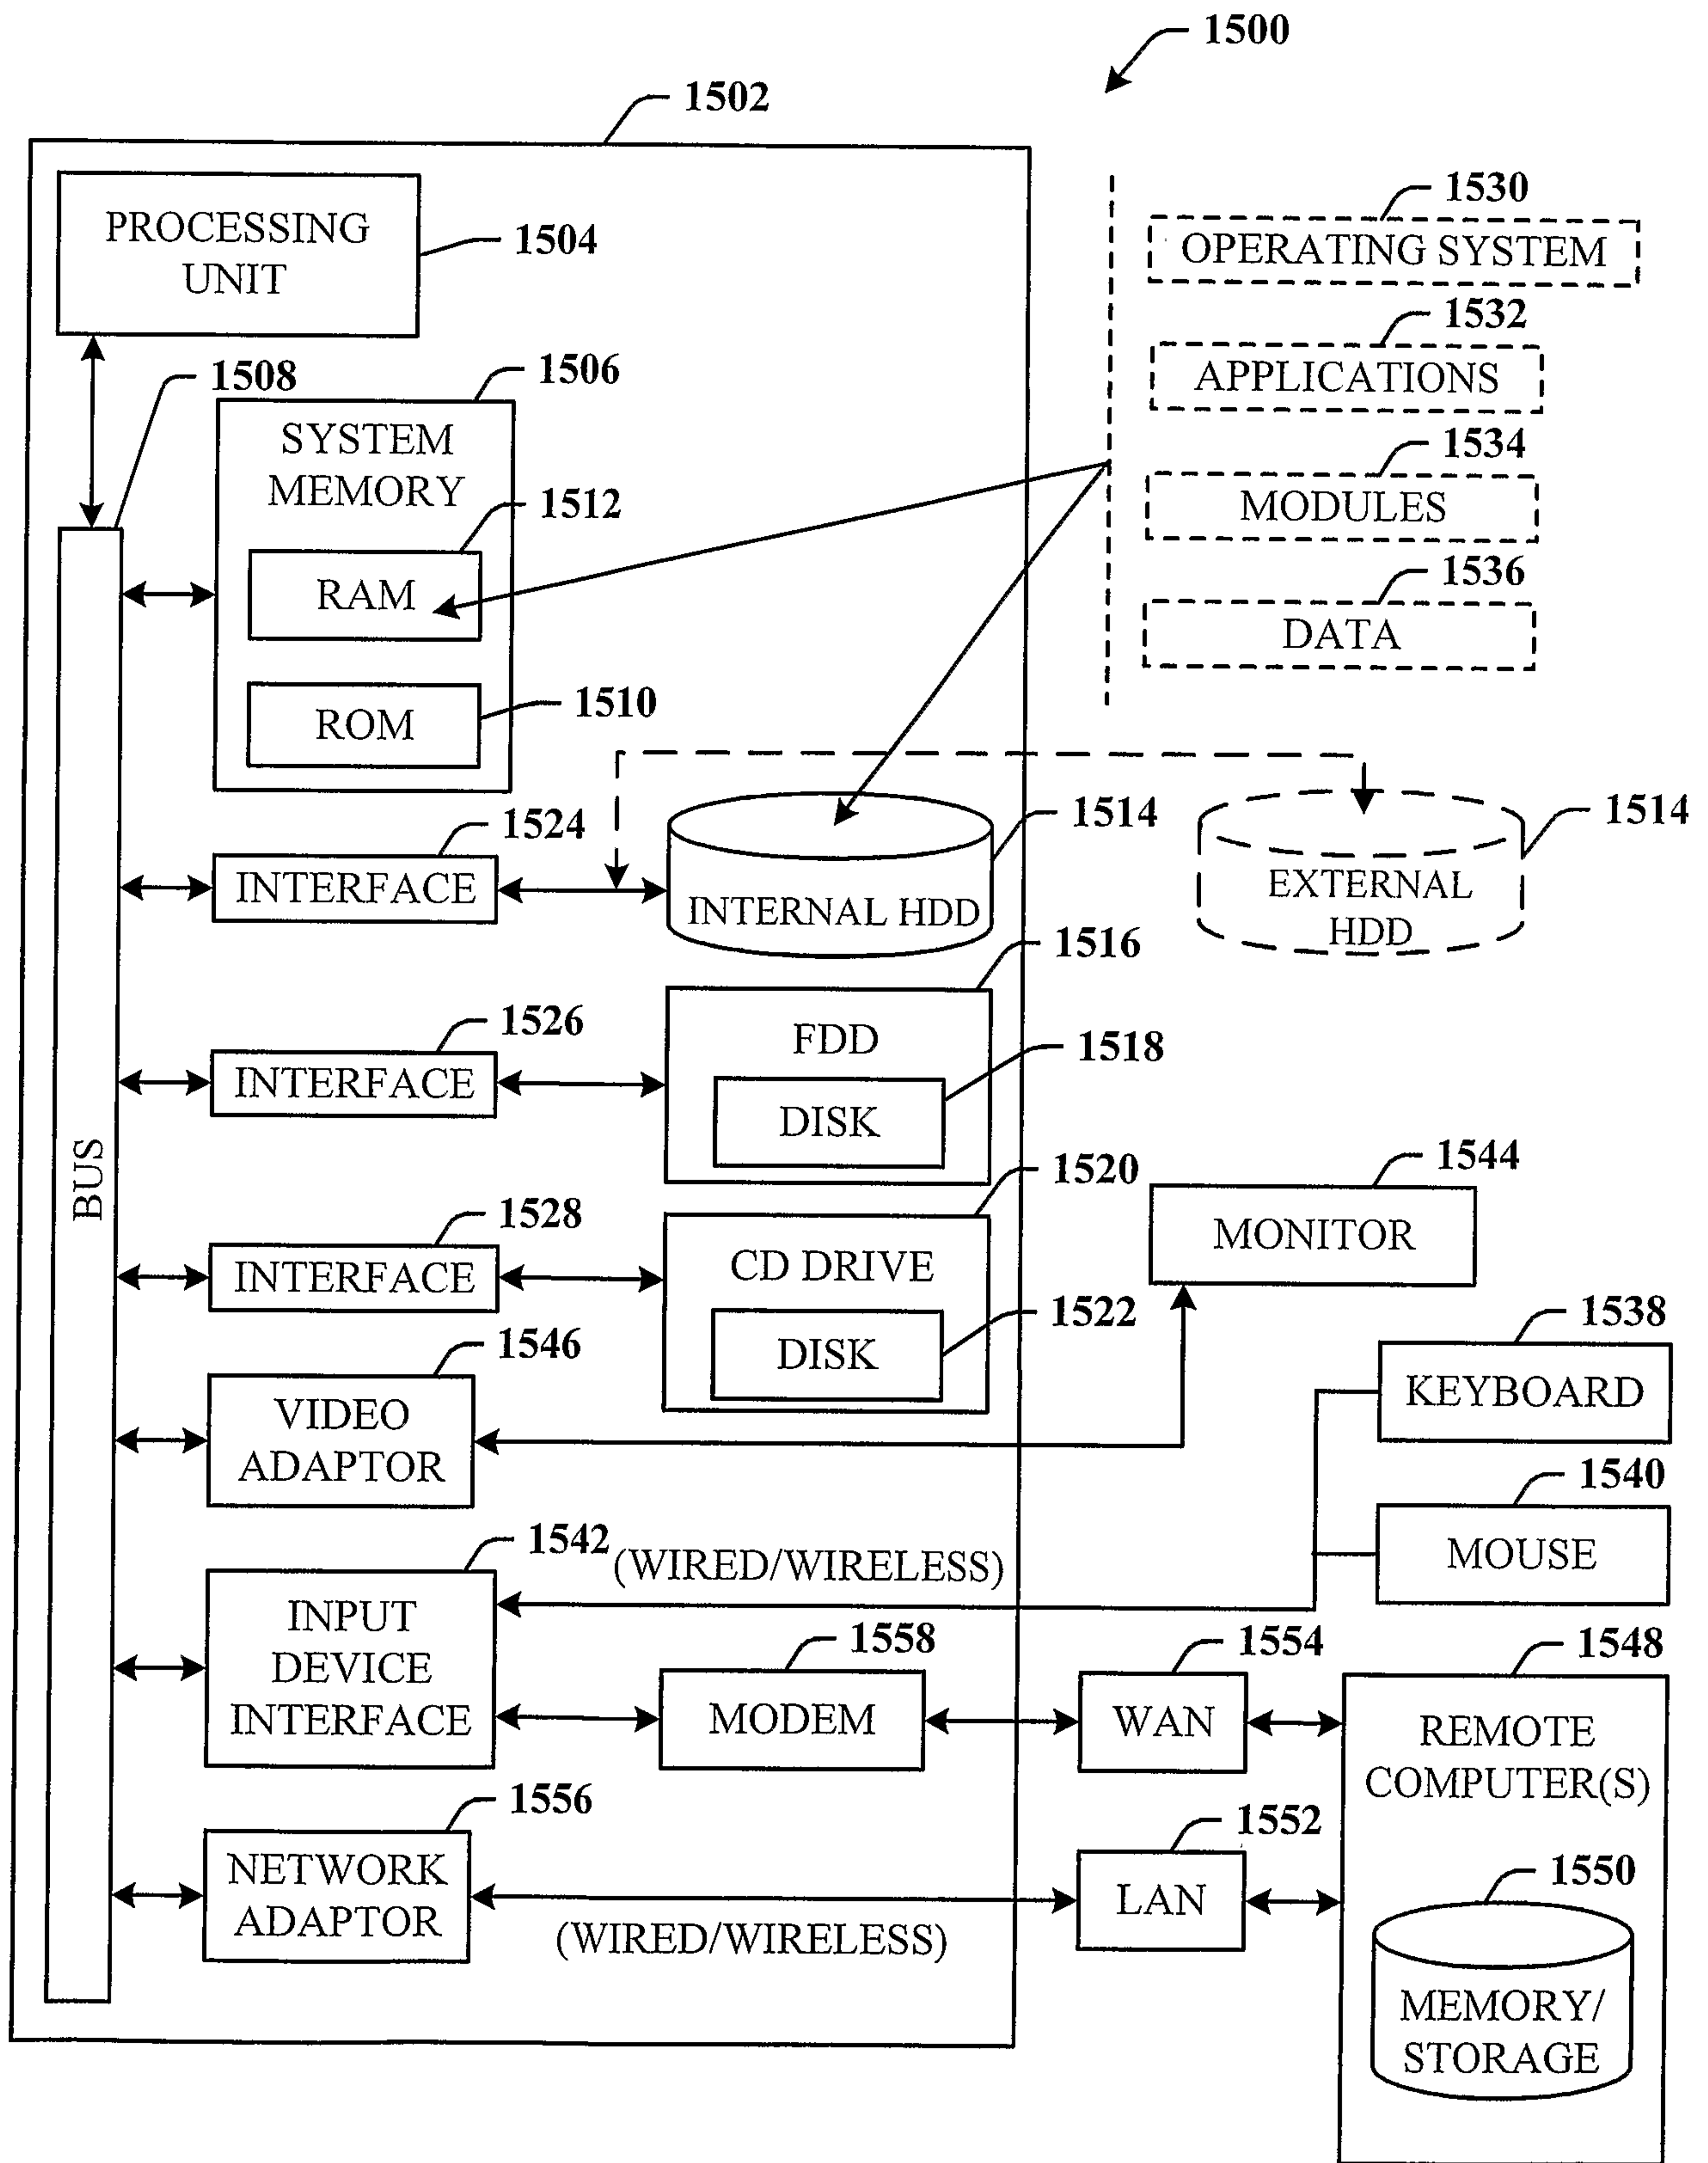 1500
1502
PROCESSING
UNIT
1504
1530
OPERATING SYSTEM
1532
APPLICATIONS
1534
MODULES
1536
DATA
1508
1506
SYSTEM
MEMORY
1512
RAM
1510
ROM
1524
INTERFACE
1514
INTERNAL HDD
1514
EXTERNAL
HDD
1516
FDD
1526
INTERFACE
1518
DISK
BUS
1520
CD DRIVE
1528
INTERFACE
1522
DISK
1544
MONITOR
1546
VIDEO
ADAPTOR
1538
KEYBOARD
1540
MOUSE
1542
(WIRED/WIRELESS)
INPUT
DEVICE
INTERFACE
1558
MODEM
1554
WAN
1548
REMOTE
COMPUTER(S)
1556
NETWORK
ADAPTOR
(WIRED/WIRELESS)
1552
LAN
1550
MEMORY/
STORAGE